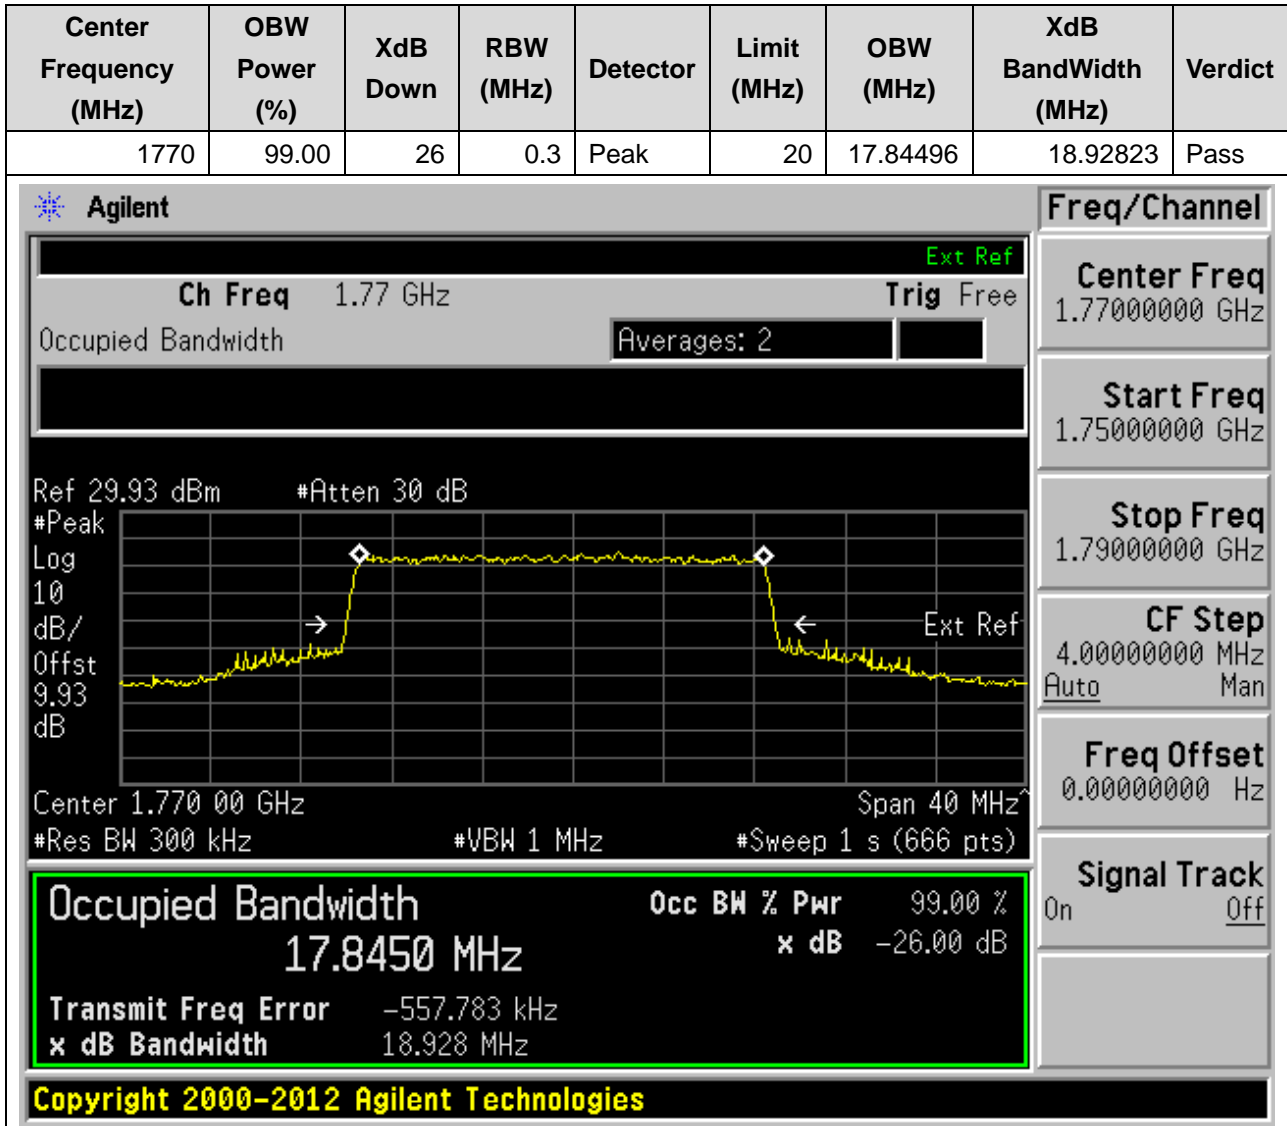 Center Frequency (MHz) OBW Power (%) XdB Down RBW (MHz) Detector Limit (MHz) OBW (MHz) XdB BandWidth (MHz) Verdict
1770 99.00 26 0.3 Peak 20 17.84496 18.92823 Pass
Agilent
Freq/Channel
Ext Ref
Ch Freq 1.77 GHz Trig Free
Occupied Bandwidth Averages: 2
Center Freq
1.77000000 GHz
Start Freq
1.75000000 GHz
Stop Freq
1.79000000 GHz
CF Step
4.00000000 MHz
Auto Man
Freq Offset
0.00000000 Hz
Signal Track
On Off
Ref 29.93 dBm #Atten 30 dB
#Peak
Log
10
dB/
Offst
9.93
dB
Ext Ref
Center 1.770 00 GHz Span 40 MHz^
#Res BW 300 kHz #VBW 1 MHz #Sweep 1 s (666 pts)
Occupied Bandwidth
17.8450 MHz
Occ BW % Pwr 99.00 %
x dB -26.00 dB
Transmit Freq Error -557.783 kHz
x dB Bandwidth 18.928 MHz
Copyright 2000-2012 Agilent Technologies